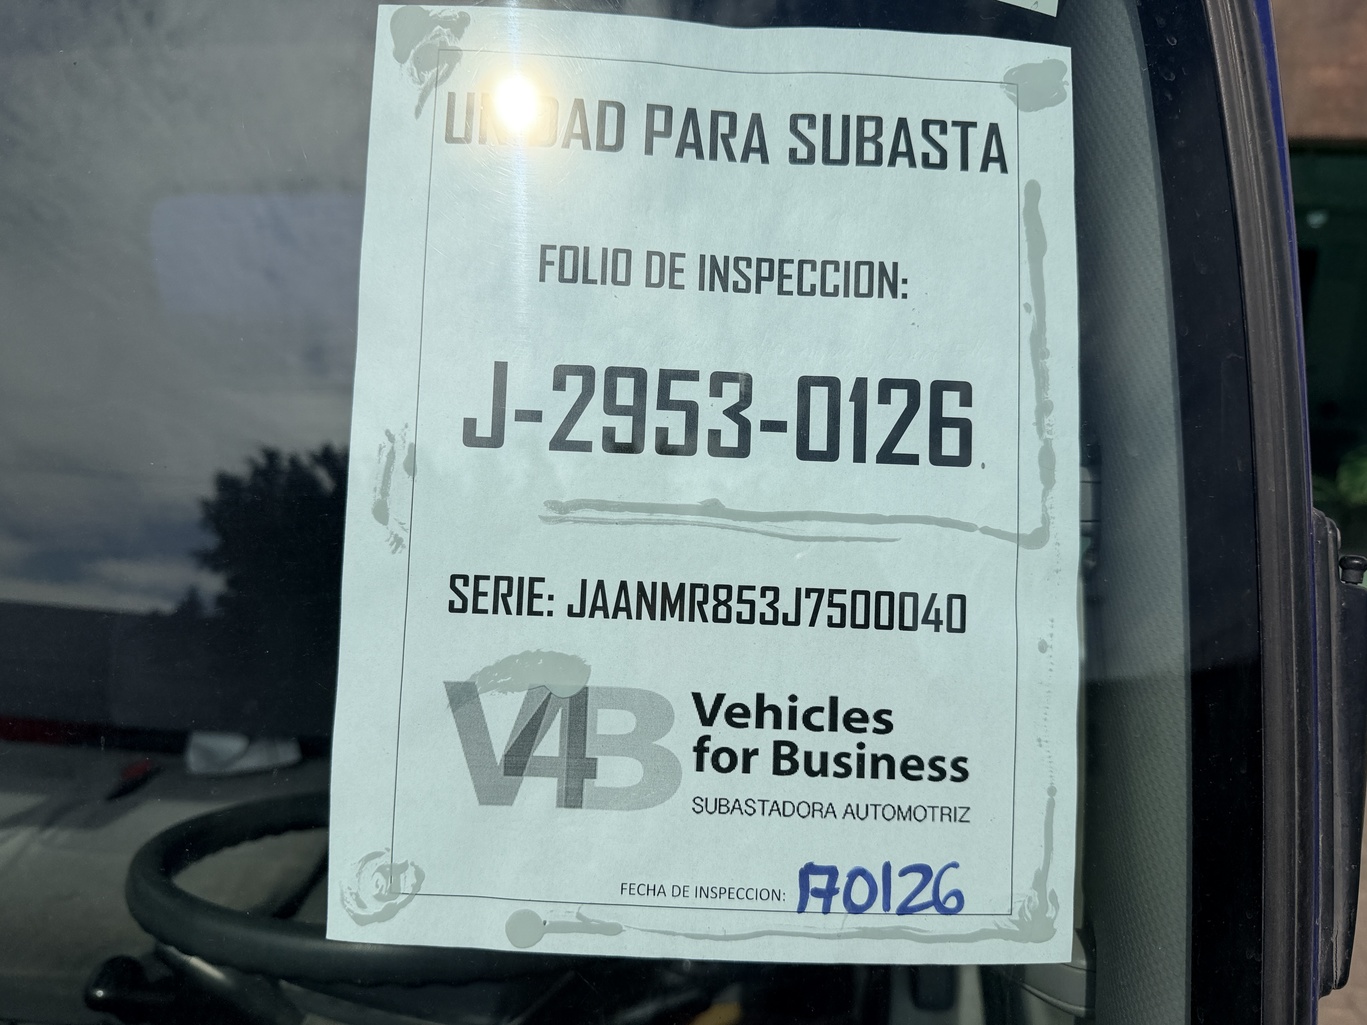 UNIDAD PARA SUBASTA
FOLIO DE INSPECCION:
J-2953-0126
SERIE: JAANMR853J7500040
V4B
Vehicles
for Business
SUBASTADORA AUTOMOTRIZ
FECHA DE INSPECCION: 170126